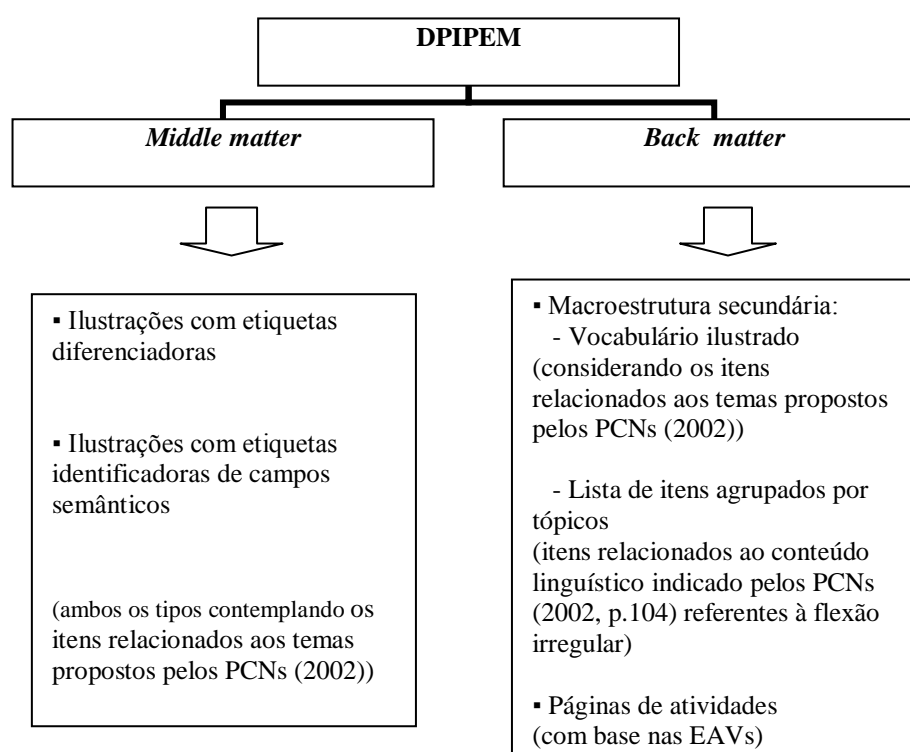 DPIPEM
Middle matter
Back matter
▪ Ilustrações com etiquetas
diferenciadoras
▪ Ilustrações com etiquetas
identificadoras de campos
semânticos
(ambos os tipos contemplando os
itens relacionados aos temas
propostos pelos PCNs (2002))
▪ Macroestrutura secundária:
- Vocabulário ilustrado
(considerando os itens
relacionados aos temas propostos
pelos PCNs (2002))
- Lista de itens agrupados por
tópicos
(itens relacionados ao conteúdo
linguístico indicado pelos PCNs
(2002, p.104) referentes à flexão
irregular)
▪ Páginas de atividades
(com base nas EAVs)